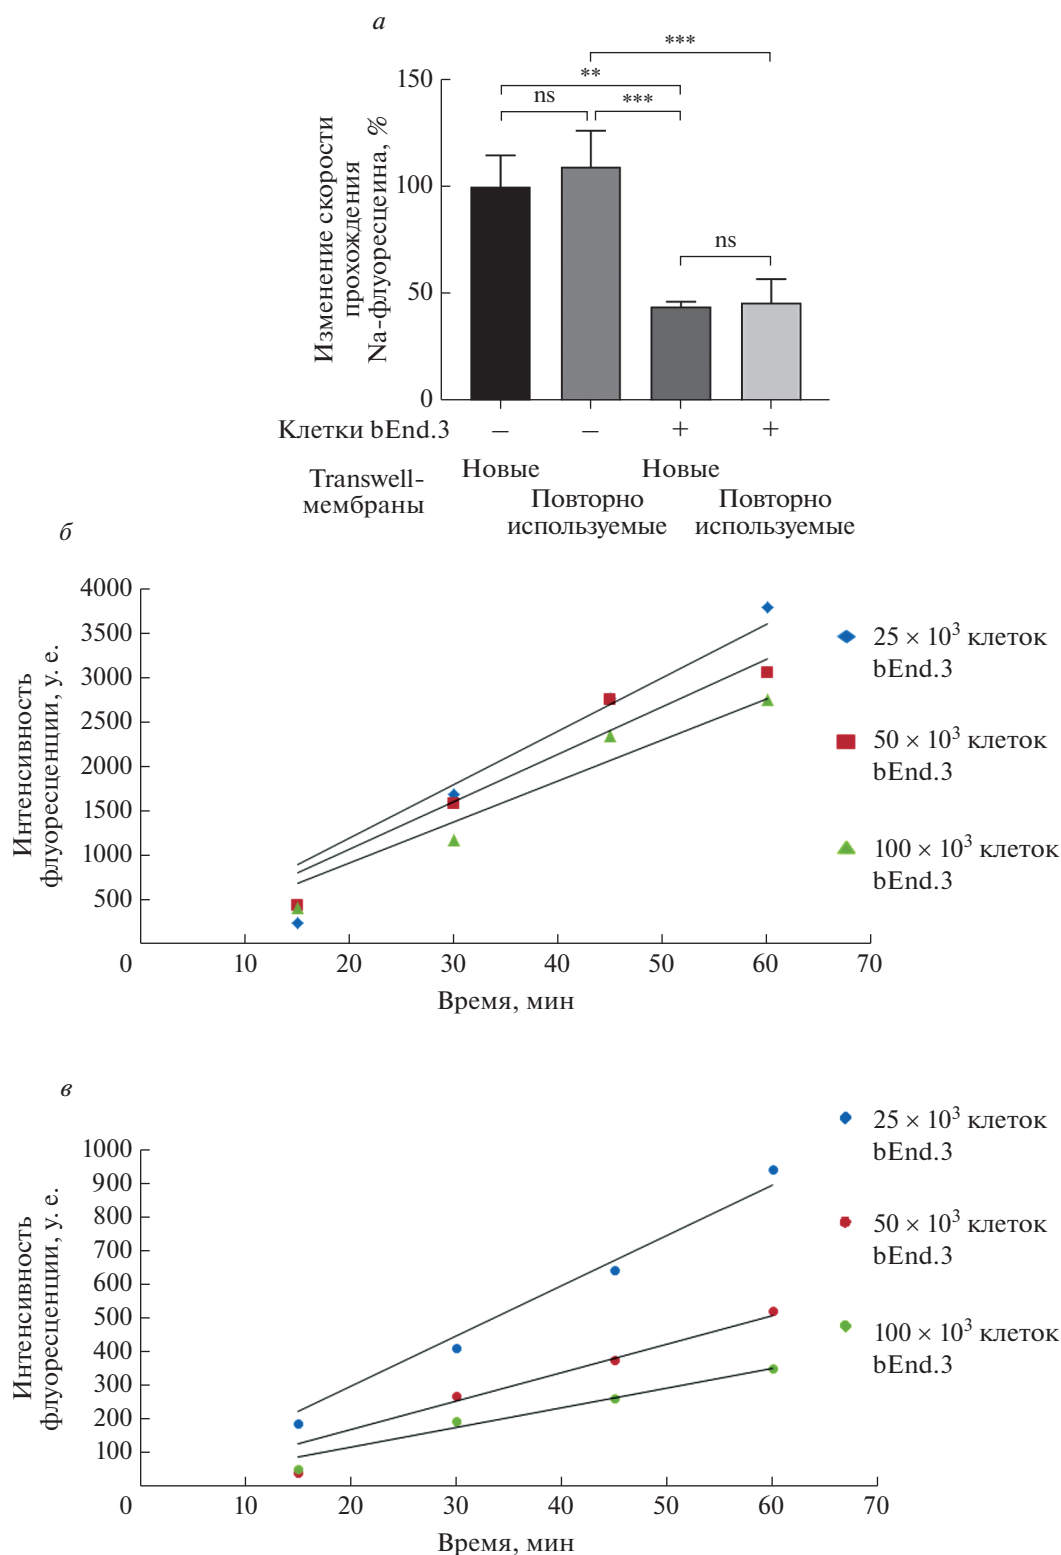 а
***
**
ns
***
ns
Изменение скорости
прохождения
Na-флуоресцеина, %
150
100
50
0
Клетки bEnd.3 – – + +
Transwell-
мембраны
Новые
Повторно
используемые
Новые
Повторно
используемые
б
Интенсивность
флуоресценции, у. е.
4000
3500
3000
2500
2000
1500
1000
500
0 10 20 30 40 50 60 70
Время, мин
25 × 10³ клеток
bEnd.3
50 × 10³ клеток
bEnd.3
100 × 10³ клеток
bEnd.3
в
Интенсивность
флуоресценции, у. е.
1000
900
800
700
600
500
400
300
200
100
0 10 20 30 40 50 60 70
Время, мин
25 × 10³ клеток
bEnd.3
50 × 10³ клеток
bEnd.3
100 × 10³ клеток
bEnd.3